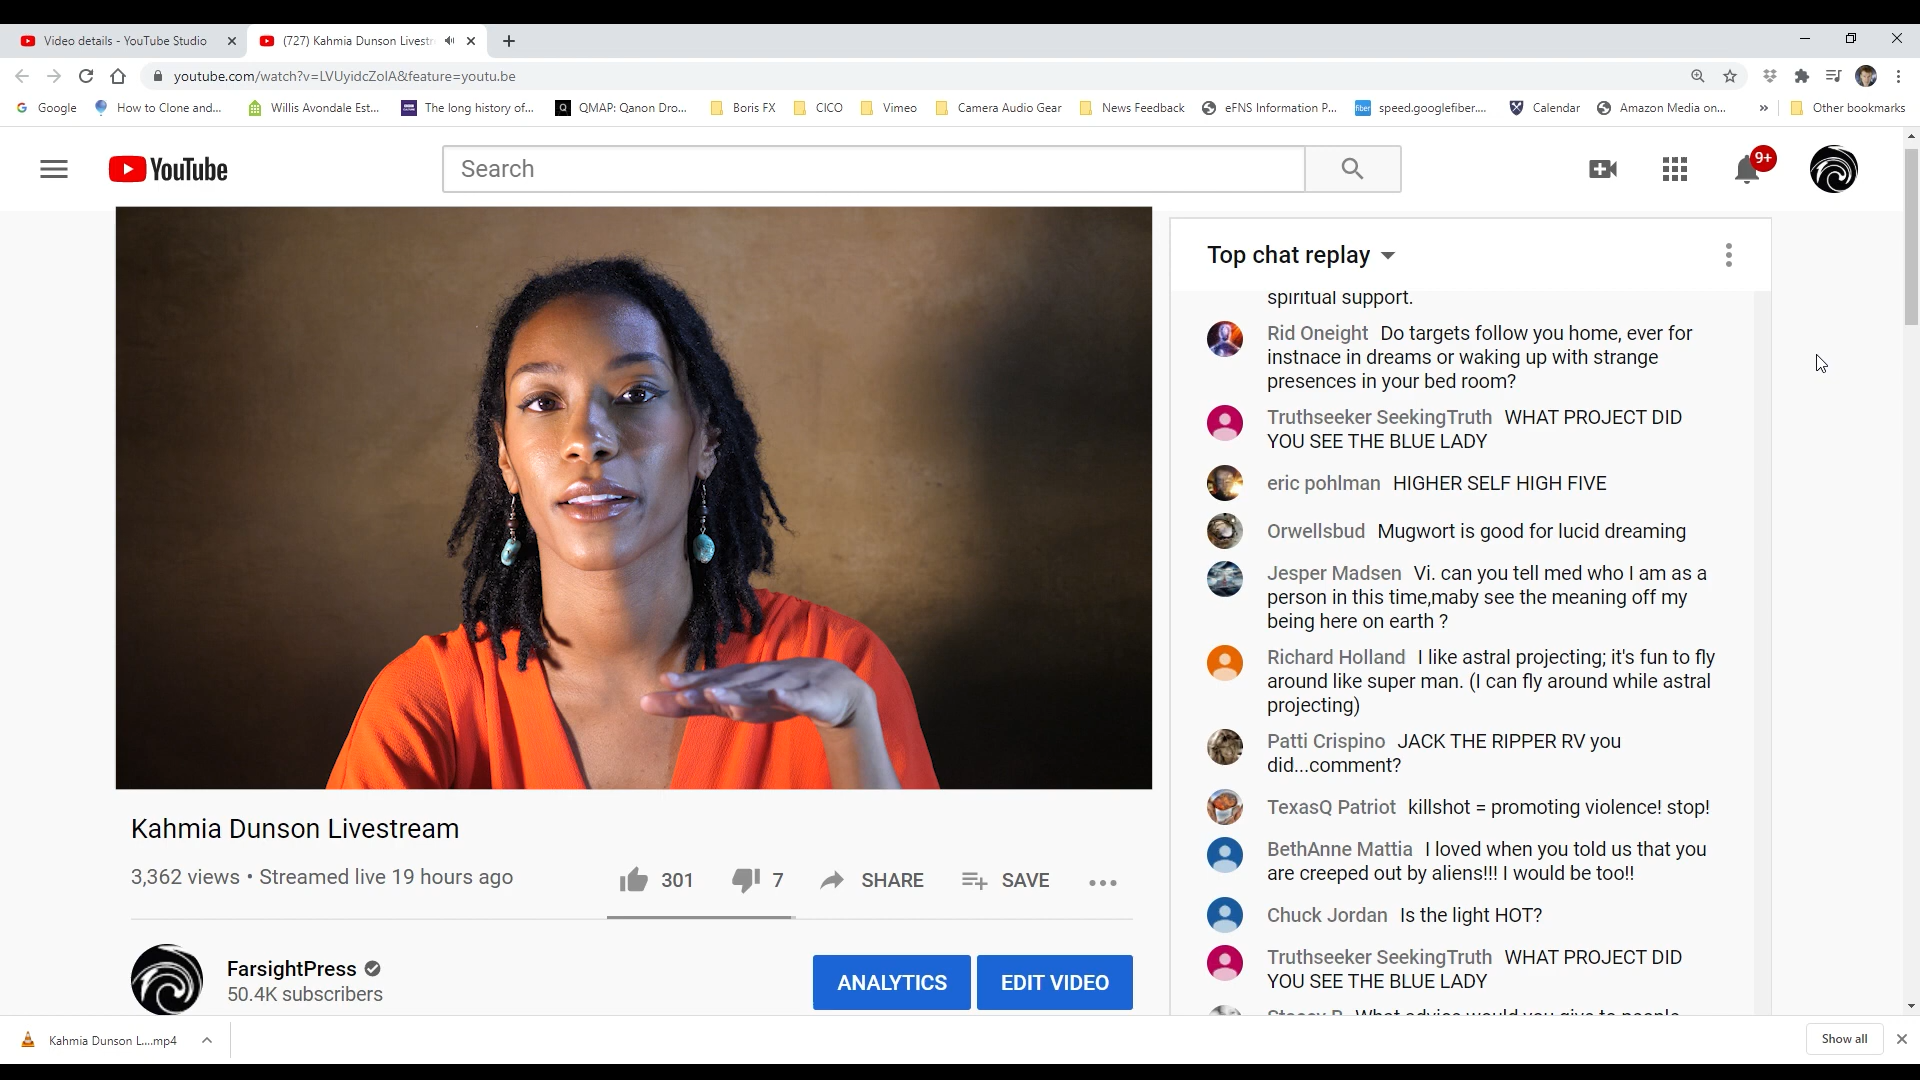 Video details - YouTube Studio
(727) Kahmia Dunson Livestr
youtube.com/watch?v=LVUyidcZolA&feature=youtu.be
Google
How to Clone and...
Willis Avondale Est...
The long history of...
QMAP: Qanon Dro...
Boris FX
CICO
Vimeo
Camera Audio Gear
News Feedback
eFNS Information P...
speed.googlefiber....
Calendar
Amazon Media on...
»
Other bookmarks
YouTube
Search
9+
Top chat replay
spiritual support.
Rid Oneight Do targets follow you home, ever for
instnace in dreams or waking up with strange
presences in your bed room?
Truthseeker SeekingTruth WHAT PROJECT DID
YOU SEE THE BLUE LADY
eric pohlman HIGHER SELF HIGH FIVE
Orwellsbud Mugwort is good for lucid dreaming
Jesper Madsen Vi. can you tell med who I am as a
person in this time,maby see the meaning off my
being here on earth ?
Richard Holland I like astral projecting; it's fun to fly
around like super man. (I can fly around while astral
projecting)
Patti Crispino JACK THE RIPPER RV you
did...comment?
TexasQ Patriot killshot = promoting violence! stop!
BethAnne Mattia I loved when you told us that you
are creeped out by aliens!!! I would be too!!
Chuck Jordan Is the light HOT?
Truthseeker SeekingTruth WHAT PROJECT DID
YOU SEE THE BLUE LADY
What advice would you give to people
Kahmia Dunson Livestream
3,362 views • Streamed live 19 hours ago
301
7
SHARE
SAVE
FarsightPress
50.4K subscribers
ANALYTICS
EDIT VIDEO
Kahmia Dunson L....mp4
Show all